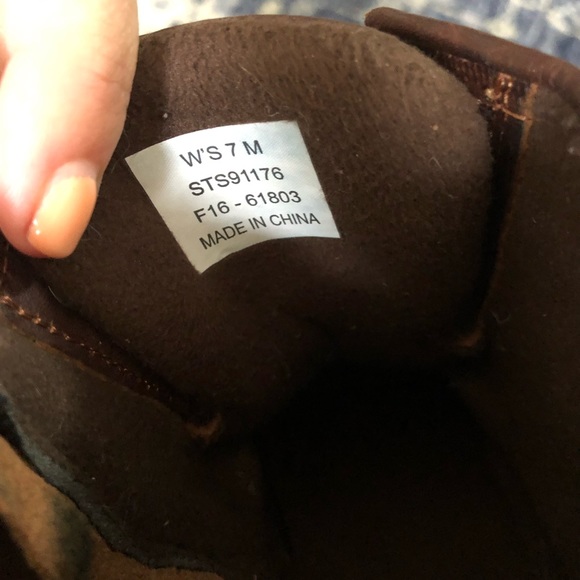 W'S 7 M
STS91176
F16 - 61803
MADE IN CHINA